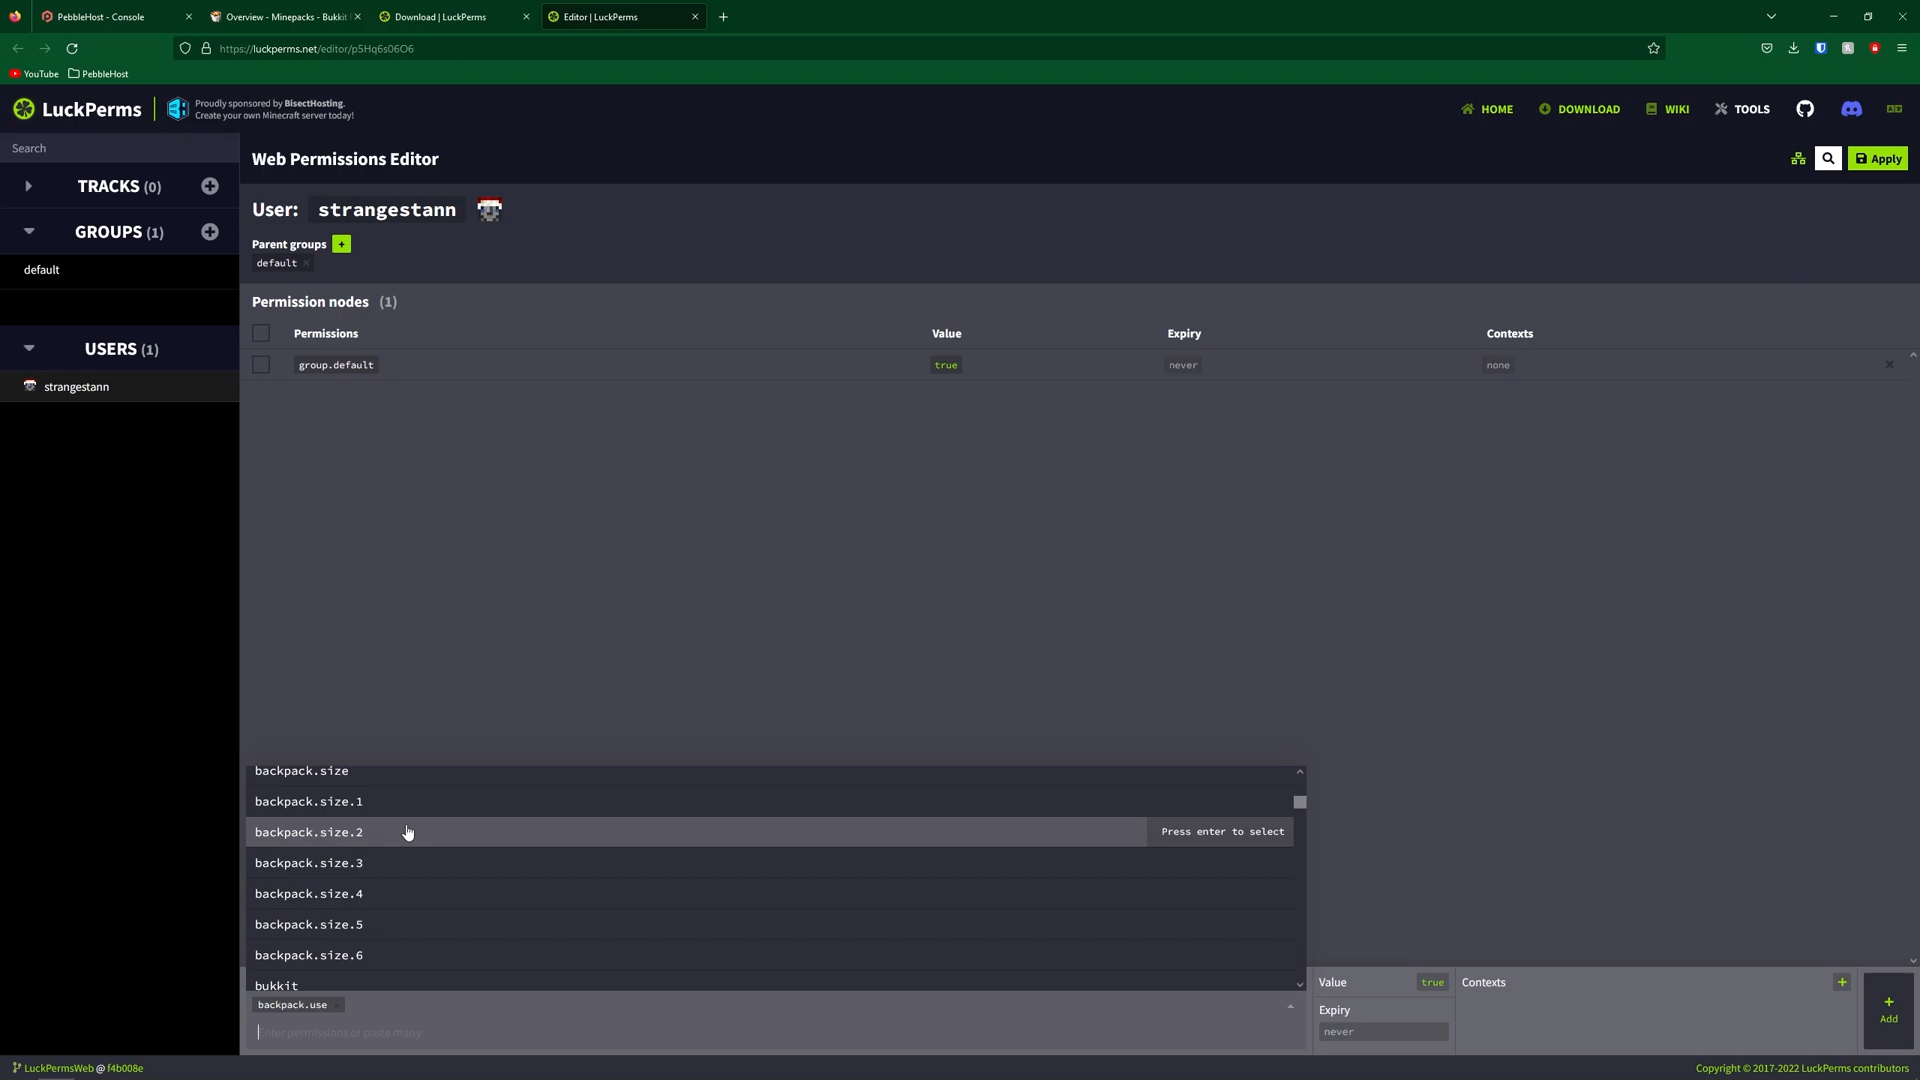 PebbleHost - Console
Overview - Minepacks - Bukkit
Download | LuckPerms
Editor | LuckPerms
https://luckperms.net/editor/p5Hq6s06O6
YouTube
PebbleHost
LuckPerms
Proudly sponsored by BisectHosting.
Create your own Minecraft server today!
HOME
DOWNLOAD
WIKI
TOOLS
Search
Web Permissions Editor
Apply
TRACKS (0)
User: strangestann
GROUPS (1)
Parent groups +
default
default
Permission nodes (1)
Permissions Value Expiry Contexts
USERS (1)
group.default true never none
strangestann
backpack.size
backpack.size.1
backpack.size.2 Press enter to select
backpack.size.3
backpack.size.4
backpack.size.5
backpack.size.6
bukkit
backpack.use
Enter permissions or paste many
Value true
Expiry
never
Contexts +
+
Add
LuckPermsWeb @ f4b008e
Copyright © 2017-2022 LuckPerms contributors